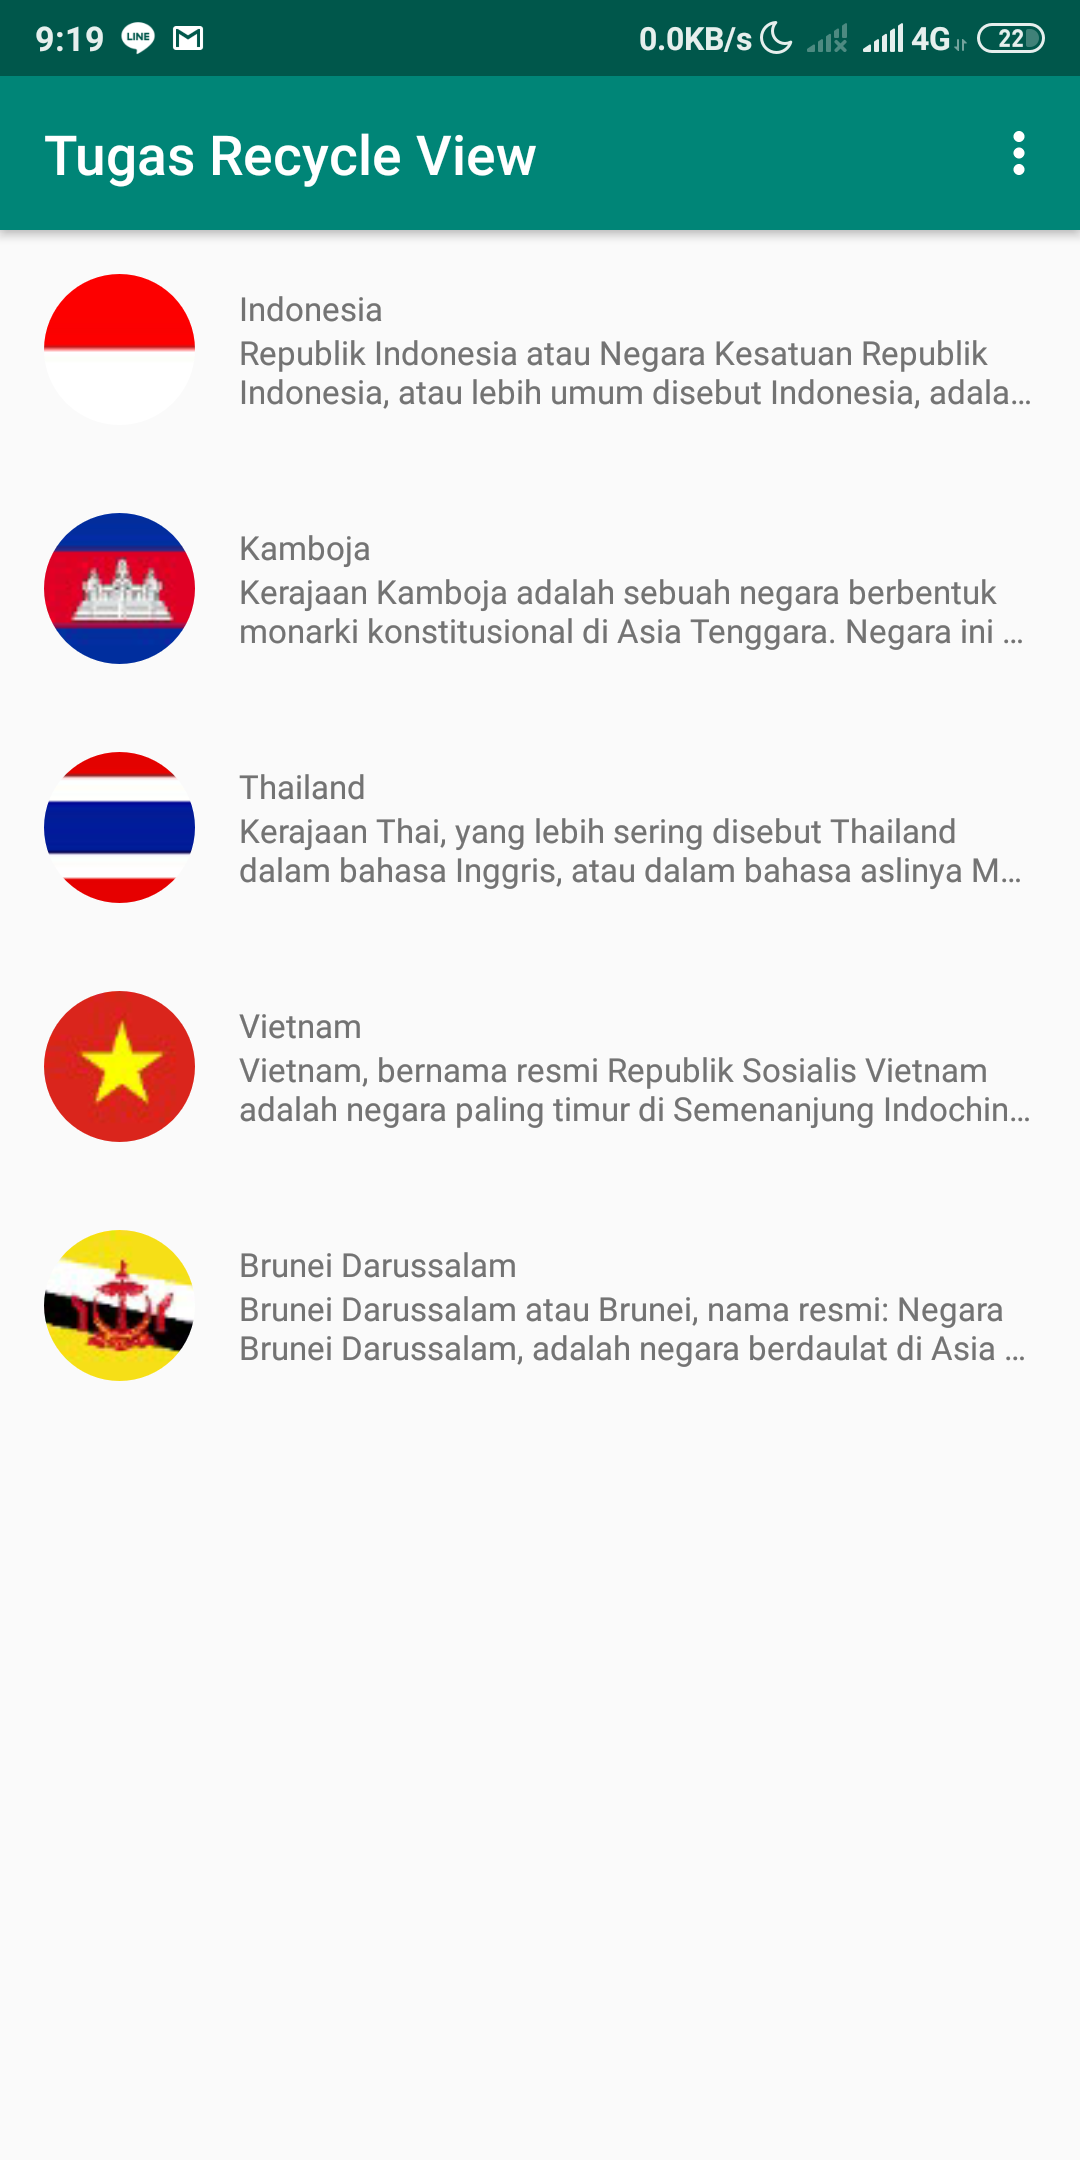 9:19 LINE 0.0KB/s 4G 22
Tugas Recycle View
Indonesia
Republik Indonesia atau Negara Kesatuan Republik
Indonesia, atau lebih umum disebut Indonesia, adala…
Kamboja
Kerajaan Kamboja adalah sebuah negara berbentuk
monarki konstitusional di Asia Tenggara. Negara ini …
Thailand
Kerajaan Thai, yang lebih sering disebut Thailand
dalam bahasa Inggris, atau dalam bahasa aslinya M…
Vietnam
Vietnam, bernama resmi Republik Sosialis Vietnam
adalah negara paling timur di Semenanjung Indochin…
Brunei Darussalam
Brunei Darussalam atau Brunei, nama resmi: Negara
Brunei Darussalam, adalah negara berdaulat di Asia …